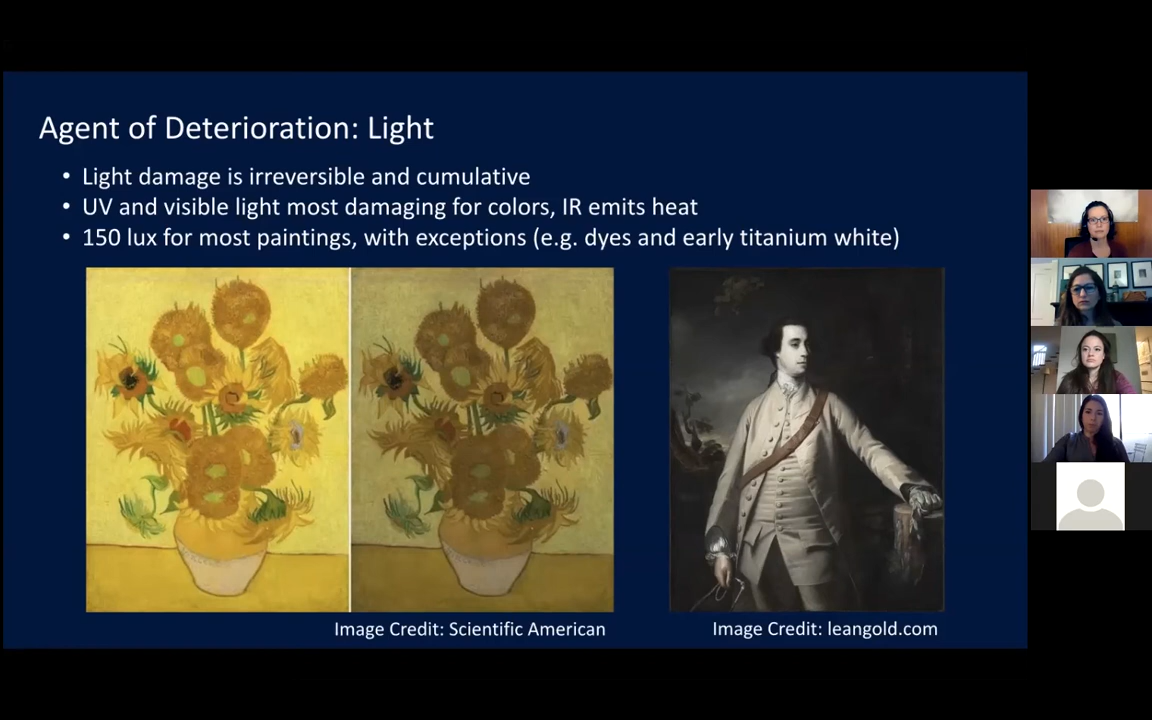 Agent of Deterioration: Light
• Light damage is irreversible and cumulative
• UV and visible light most damaging for colors, IR emits heat
• 150 lux for most paintings, with exceptions (e.g. dyes and early titanium white)
Image Credit: Scientific American
Image Credit: leangold.com